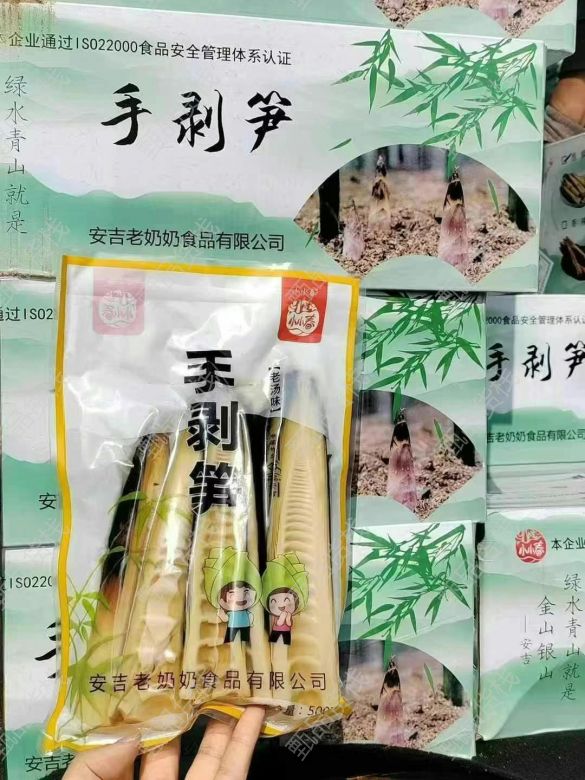 企业通过ISO22000食品安全管理体系认证
手剥笋
绿水青山就是
安吉老奶奶食品有限公司
手剥笋
【老汤味】
安吉老奶奶食品有限公司
量：500
过ISO2
安
ISO220
安吉
000食品安全管理体系认证
手剥笋
吉老奶奶食品有限公司
本企业
绿水青山就是
金山银山
——安吉